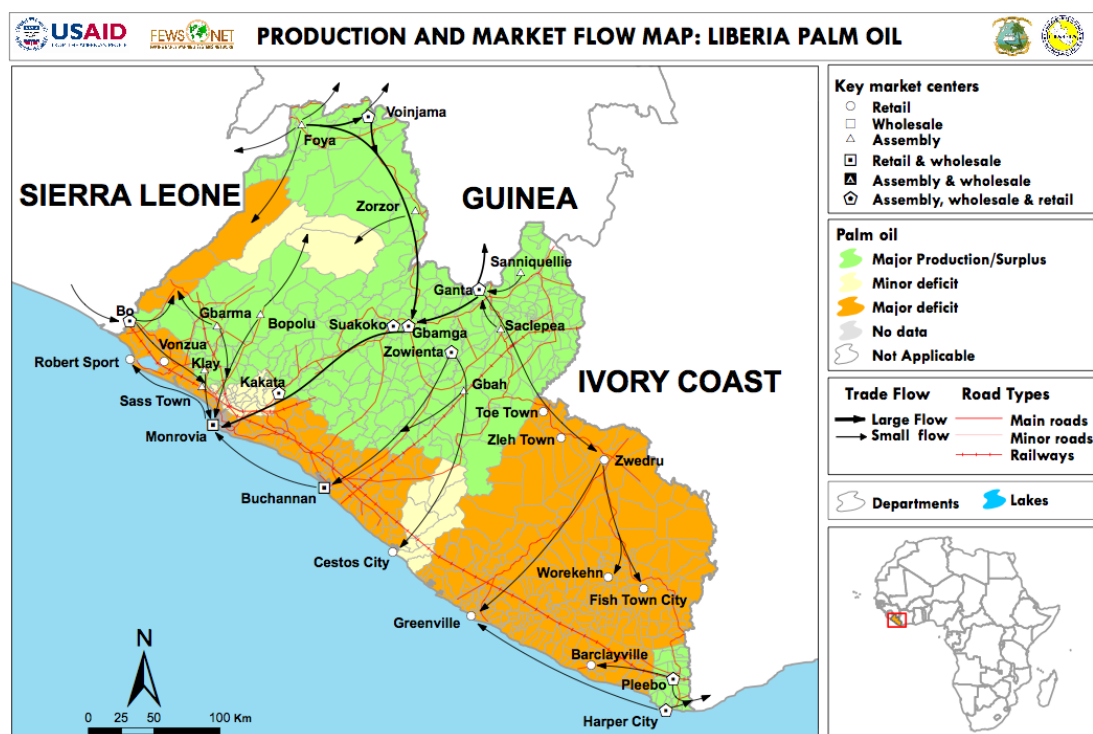 USAID
FROM THE AMERICAN PEOPLE
FEWS NET
PRODUCTION AND MARKET FLOW MAP: LIBERIA PALM OIL
SIERRA LEONE
GUINEA
IVORY COAST
Voinjama
Foya
Zorzor
Sanniquellie
Ganta
Bo
Gbarma
Bopolu
Suakoko
Gbamga
Saclepea
Vonzua
Zowienta
Robert Sport
Klay
Kakata
Gbah
Sass Town
Toe Town
Monrovia
Zleh Town
Zwedru
Buchannan
Cestos City
Worekehn
Fish Town City
Greenville
Barclayville
Pleebo
Harper City
N
0 25 50 100 Km
Key market centers
Retail
Wholesale
Assembly
Retail & wholesale
Assembly & wholesale
Assembly, wholesale & retail
Palm oil
Major Production/Surplus
Minor deficit
Major deficit
No data
Not Applicable
Trade Flow
Large Flow
Small flow
Road Types
Main roads
Minor roads
Railways
Departments
Lakes